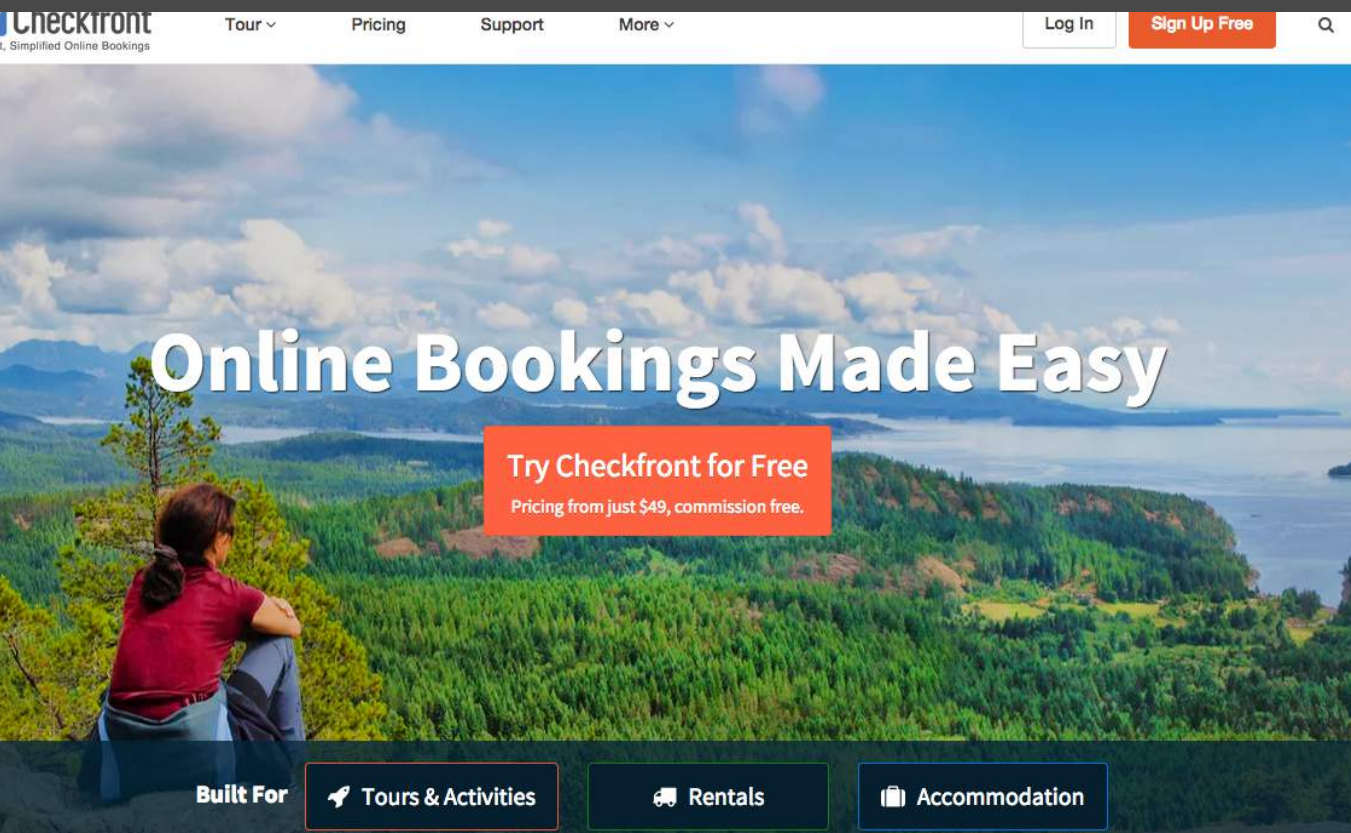 Checkfront
, Simplified Online Bookings
Tour
Pricing
Support
More
Log In
Sign Up Free
Online Bookings Made Easy
Try Checkfront for Free
Pricing from just $49, commission free.
Built For
Tours & Activities
Rentals
Accommodation